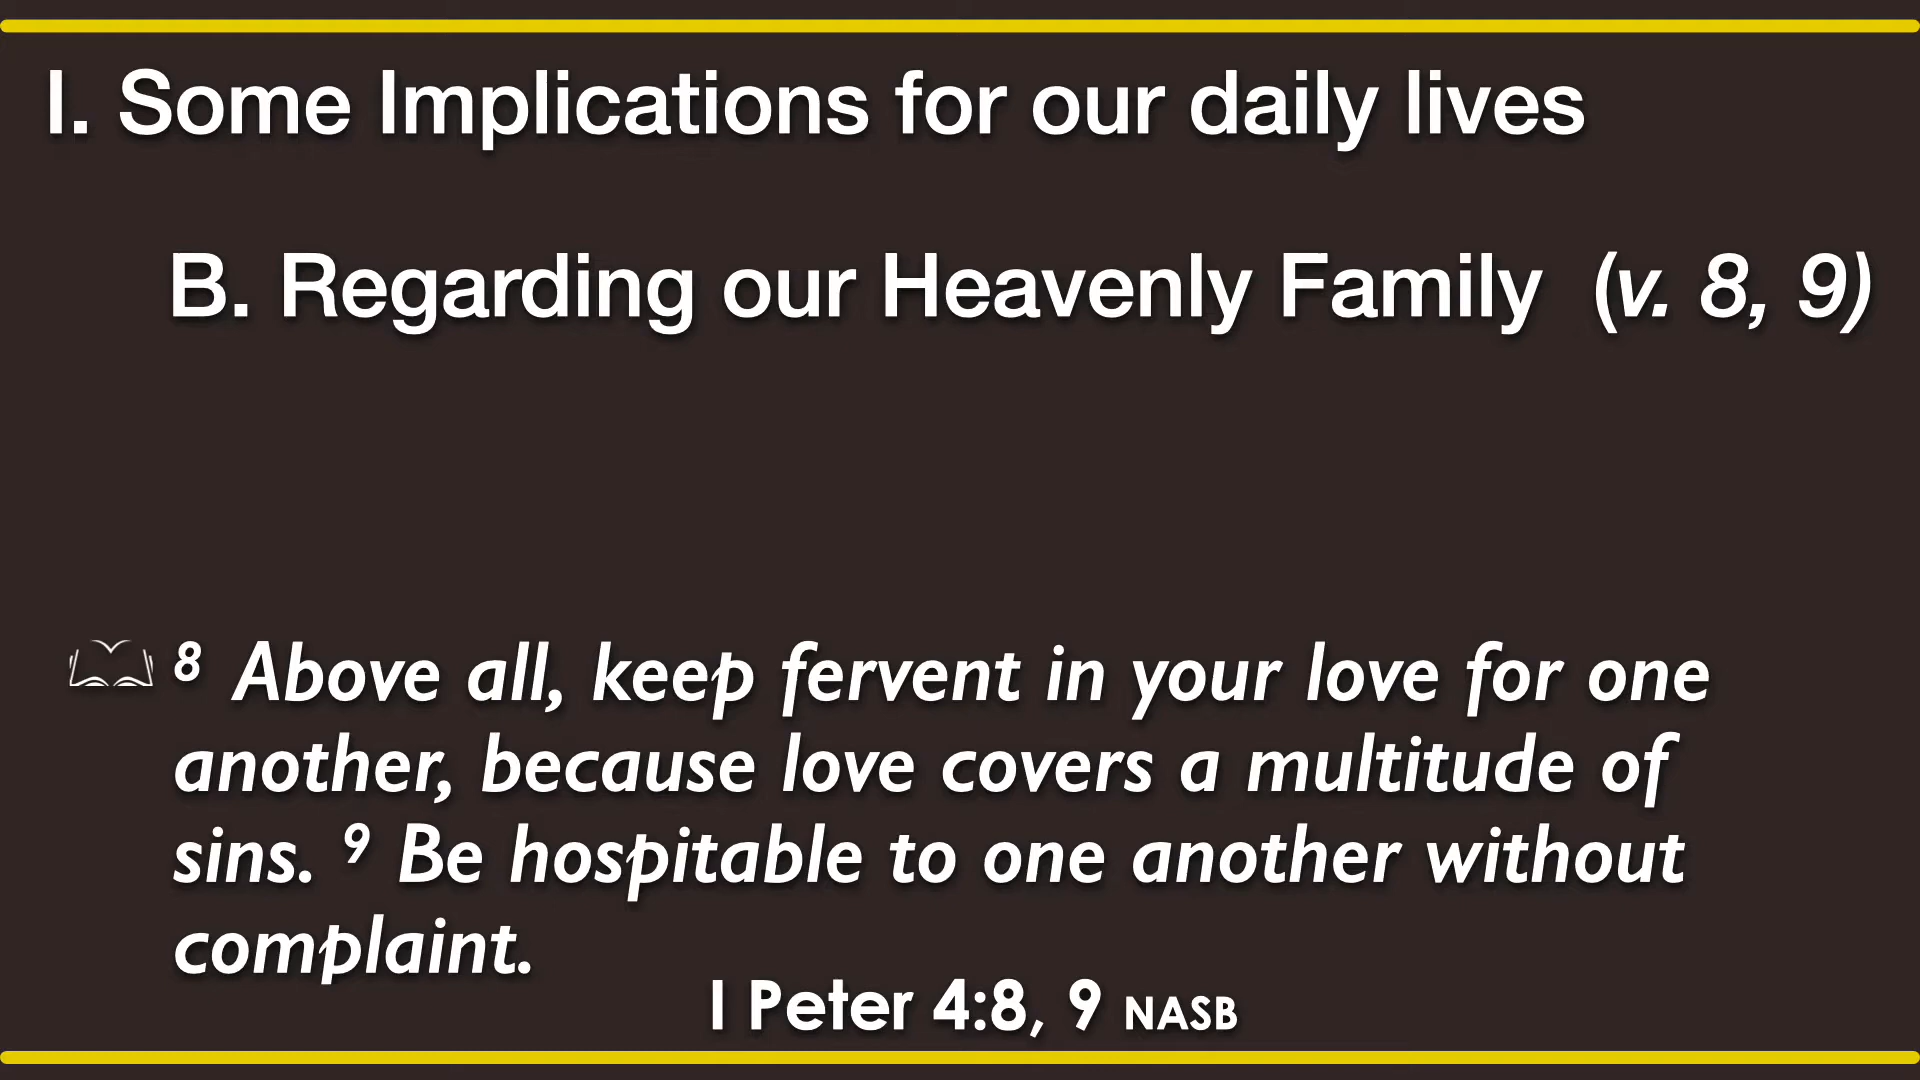 I. Some Implications for our daily lives
B. Regarding our Heavenly Family (v. 8, 9)
8 Above all, keep fervent in your love for one
another, because love covers a multitude of
sins. 9 Be hospitable to one another without
complaint.
I Peter 4:8, 9 NASB